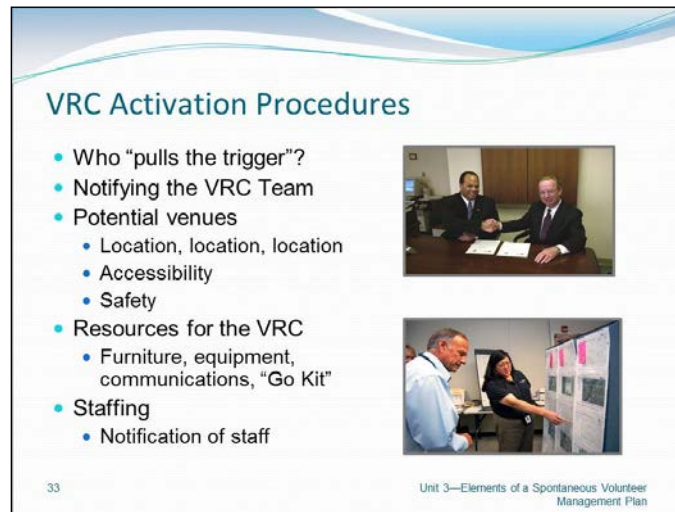 VRC Activation Procedures
• Who “pulls the trigger”?
• Notifying the VRC Team
• Potential venues
• Location, location, location
• Accessibility
• Safety
• Resources for the VRC
• Furniture, equipment,
communications, “Go Kit”
• Staffing
• Notification of staff
33
Unit 3—Elements of a Spontaneous Volunteer
Management Plan